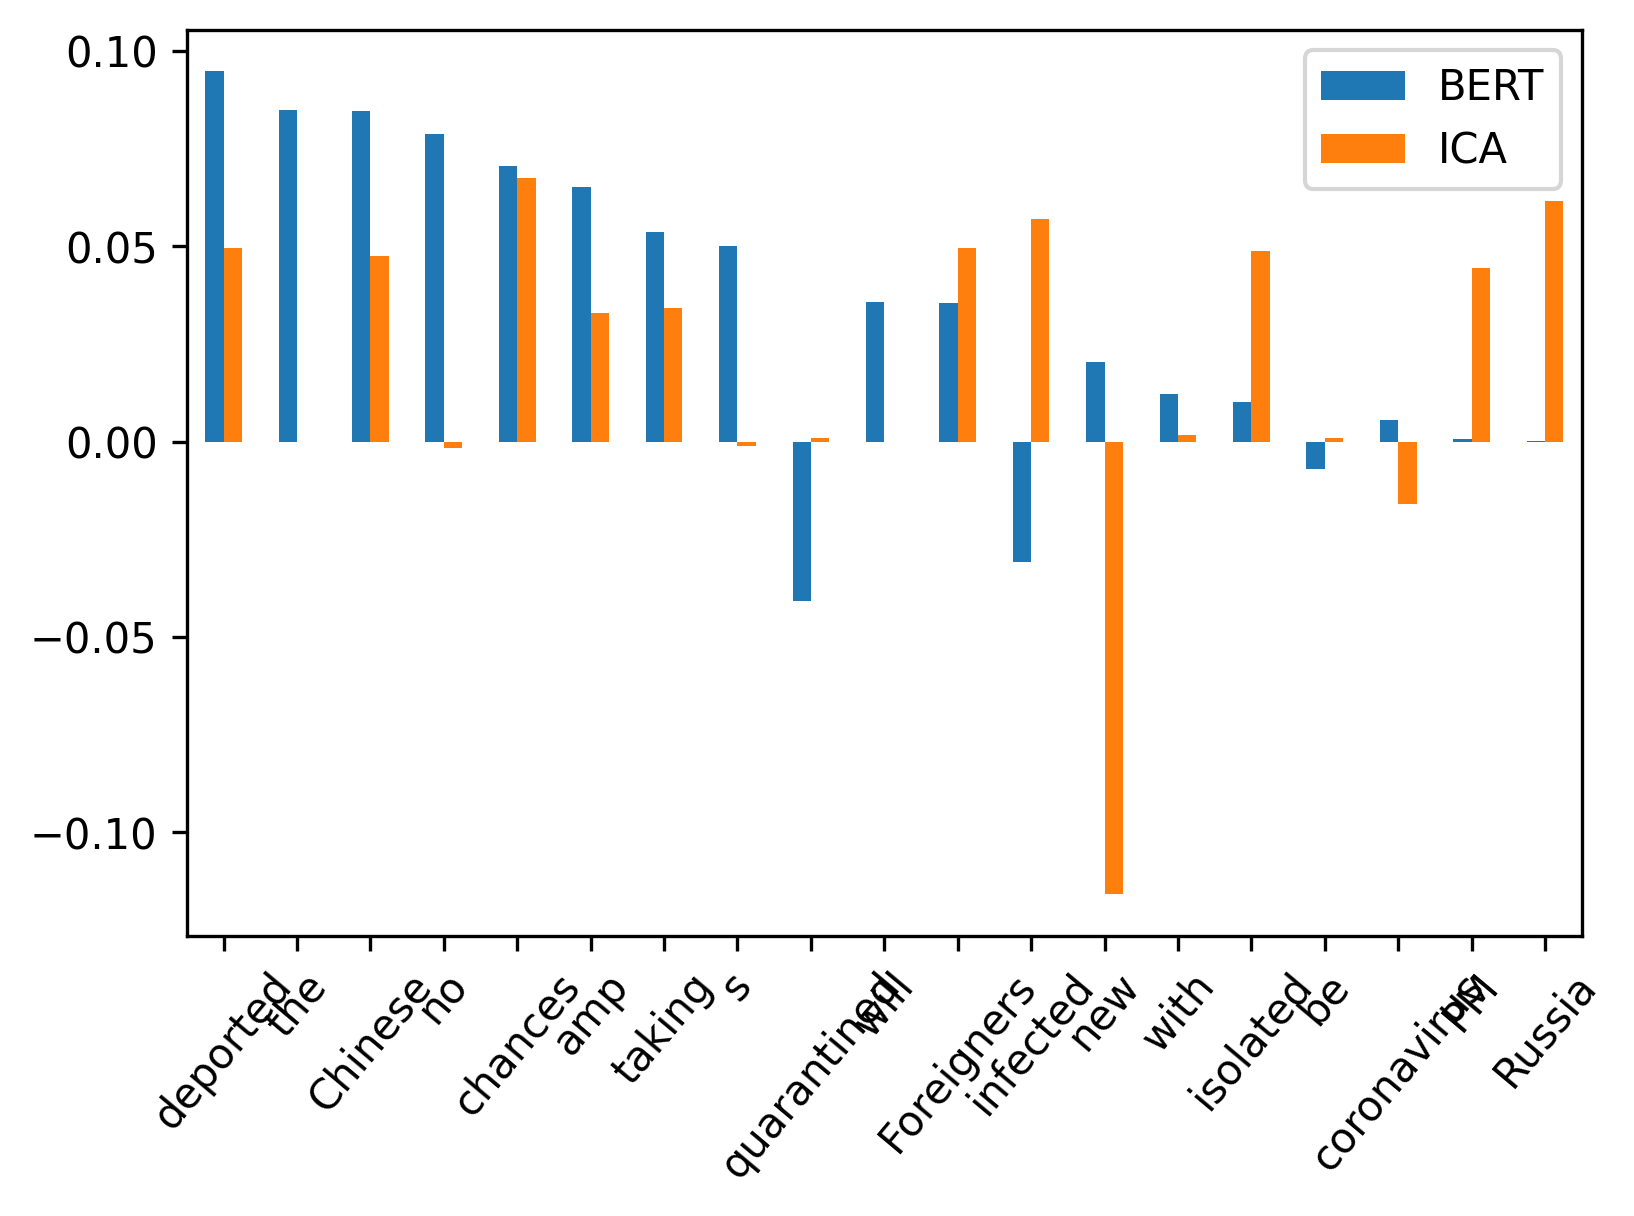 0.10
0.05
0.00
−0.05
−0.10
BERT
ICA
deported
the
Chinese
no
chances
amp
taking
s
quarantined
will
Foreigners
infected
new
with
isolated
be
coronavirus
PM
Russia